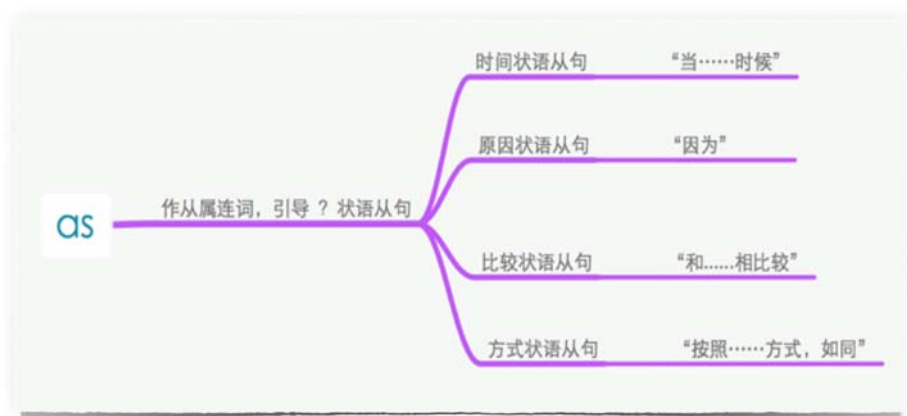 时间状语从句 “当……时候”
原因状语从句 “因为”
as 作从属连词，引导 ？ 状语从句
比较状语从句 “和......相比较”
方式状语从句 “按照……方式，如同”